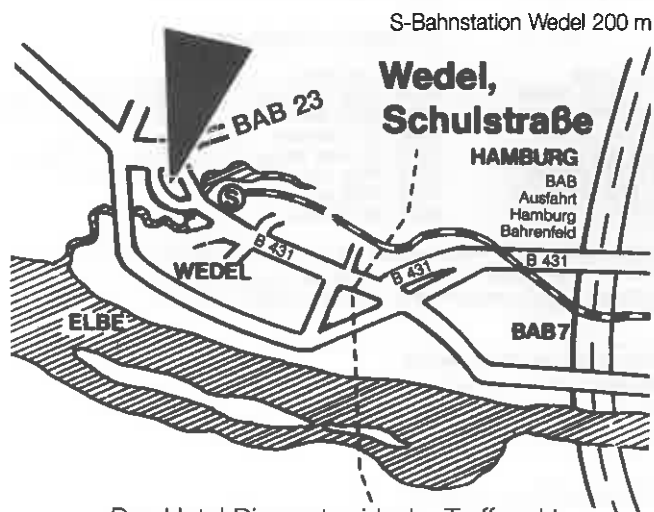 S-Bahnstation Wedel 200 m
Wedel,
Schulstraße
BAB 23
HAMBURG
BAB
Ausfahrt
Hamburg
Bahrenfeld
S
B 431
WEDEL
B 431
B 431
ELBE
BAB7